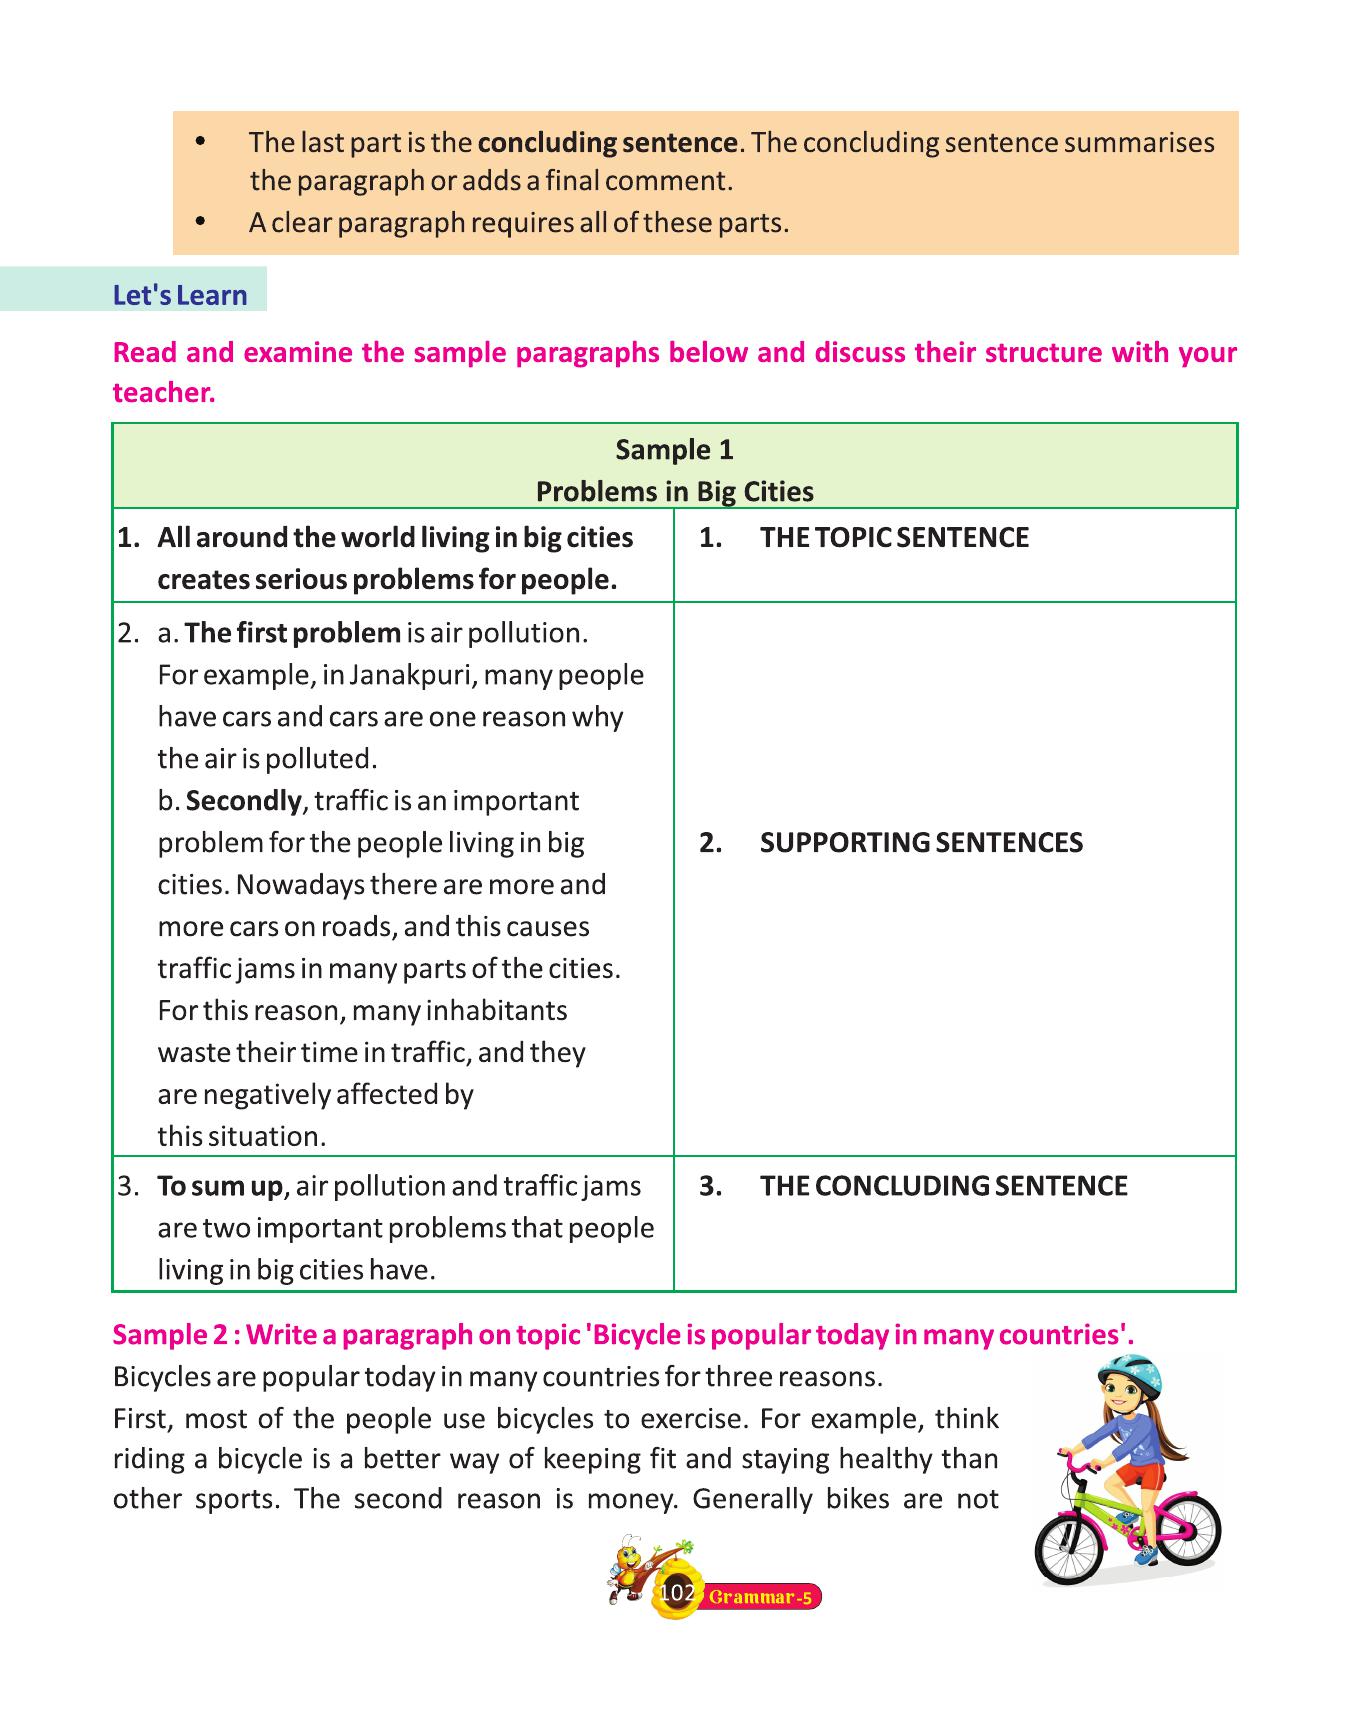 • The last part is the concluding sentence. The concluding sentence summarises
the paragraph or adds a final comment.
• A clear paragraph requires all of these parts.
Let's Learn
Read and examine the sample paragraphs below and discuss their structure with your
teacher.
Sample 1
Problems in Big Cities
1. All around the world living in big cities
creates serious problems for people.
1. THE TOPIC SENTENCE
2. a. The first problem is air pollution.
For example, in Janakpuri, many people
have cars and cars are one reason why
the air is polluted.
b. Secondly, traffic is an important
problem for the people living in big
cities. Nowadays there are more and
more cars on roads, and this causes
traffic jams in many parts of the cities.
For this reason, many inhabitants
waste their time in traffic, and they
are negatively affected by
this situation.
2. SUPPORTING SENTENCES
3. To sum up, air pollution and traffic jams
are two important problems that people
living in big cities have.
3. THE CONCLUDING SENTENCE
Sample 2 : Write a paragraph on topic 'Bicycle is popular today in many countries'.
Bicycles are popular today in many countries for three reasons.
First, most of the people use bicycles to exercise. For example, think
riding a bicycle is a better way of keeping fit and staying healthy than
other sports. The second reason is money. Generally bikes are not
102 Grammar-5